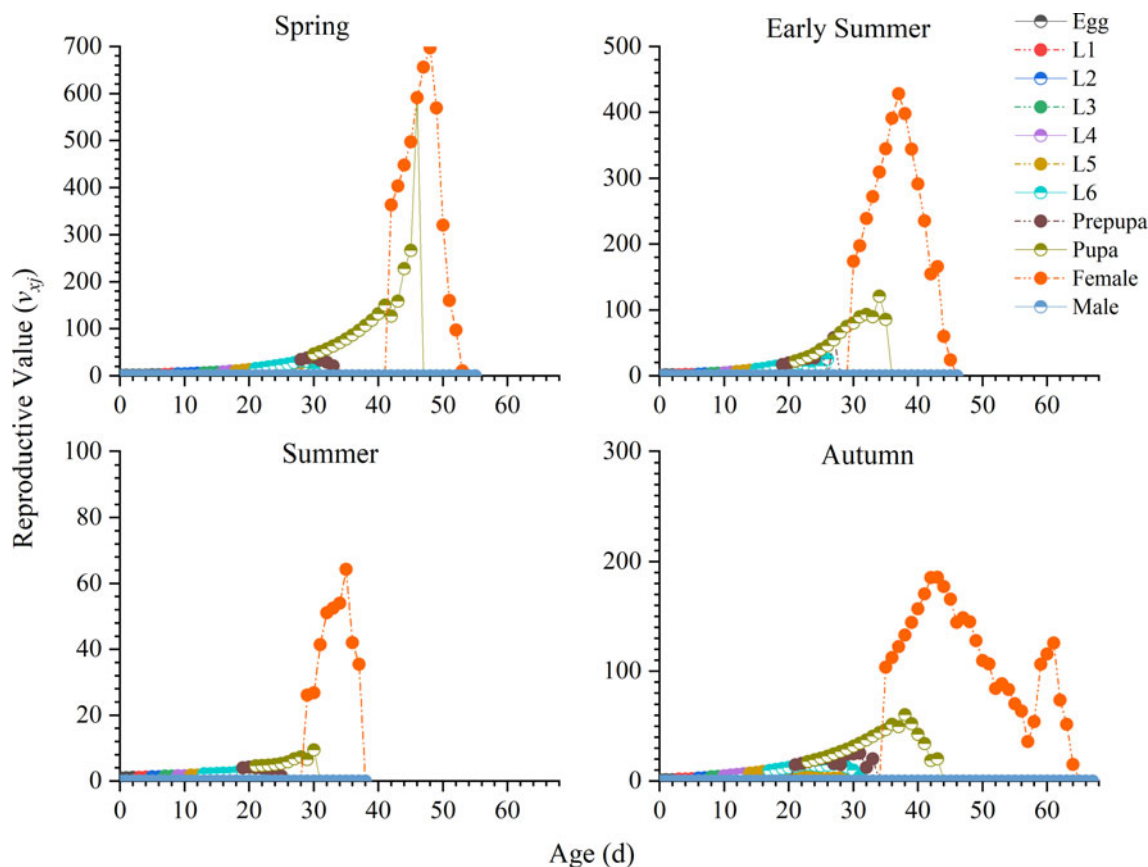 Spring
Early Summer
Egg
L1
L2
L3
L4
L5
L6
Prepupa
Pupa
Female
Male
700
600
500
400
300
200
100
0
0 10 20 30 40 50 60
500
400
300
200
100
0
0 10 20 30 40 50 60
Reproductive Value (vxj)
Summer
Autumn
100
80
60
40
20
0
0 10 20 30 40 50 60
300
200
100
0
0 10 20 30 40 50 60
Age (d)